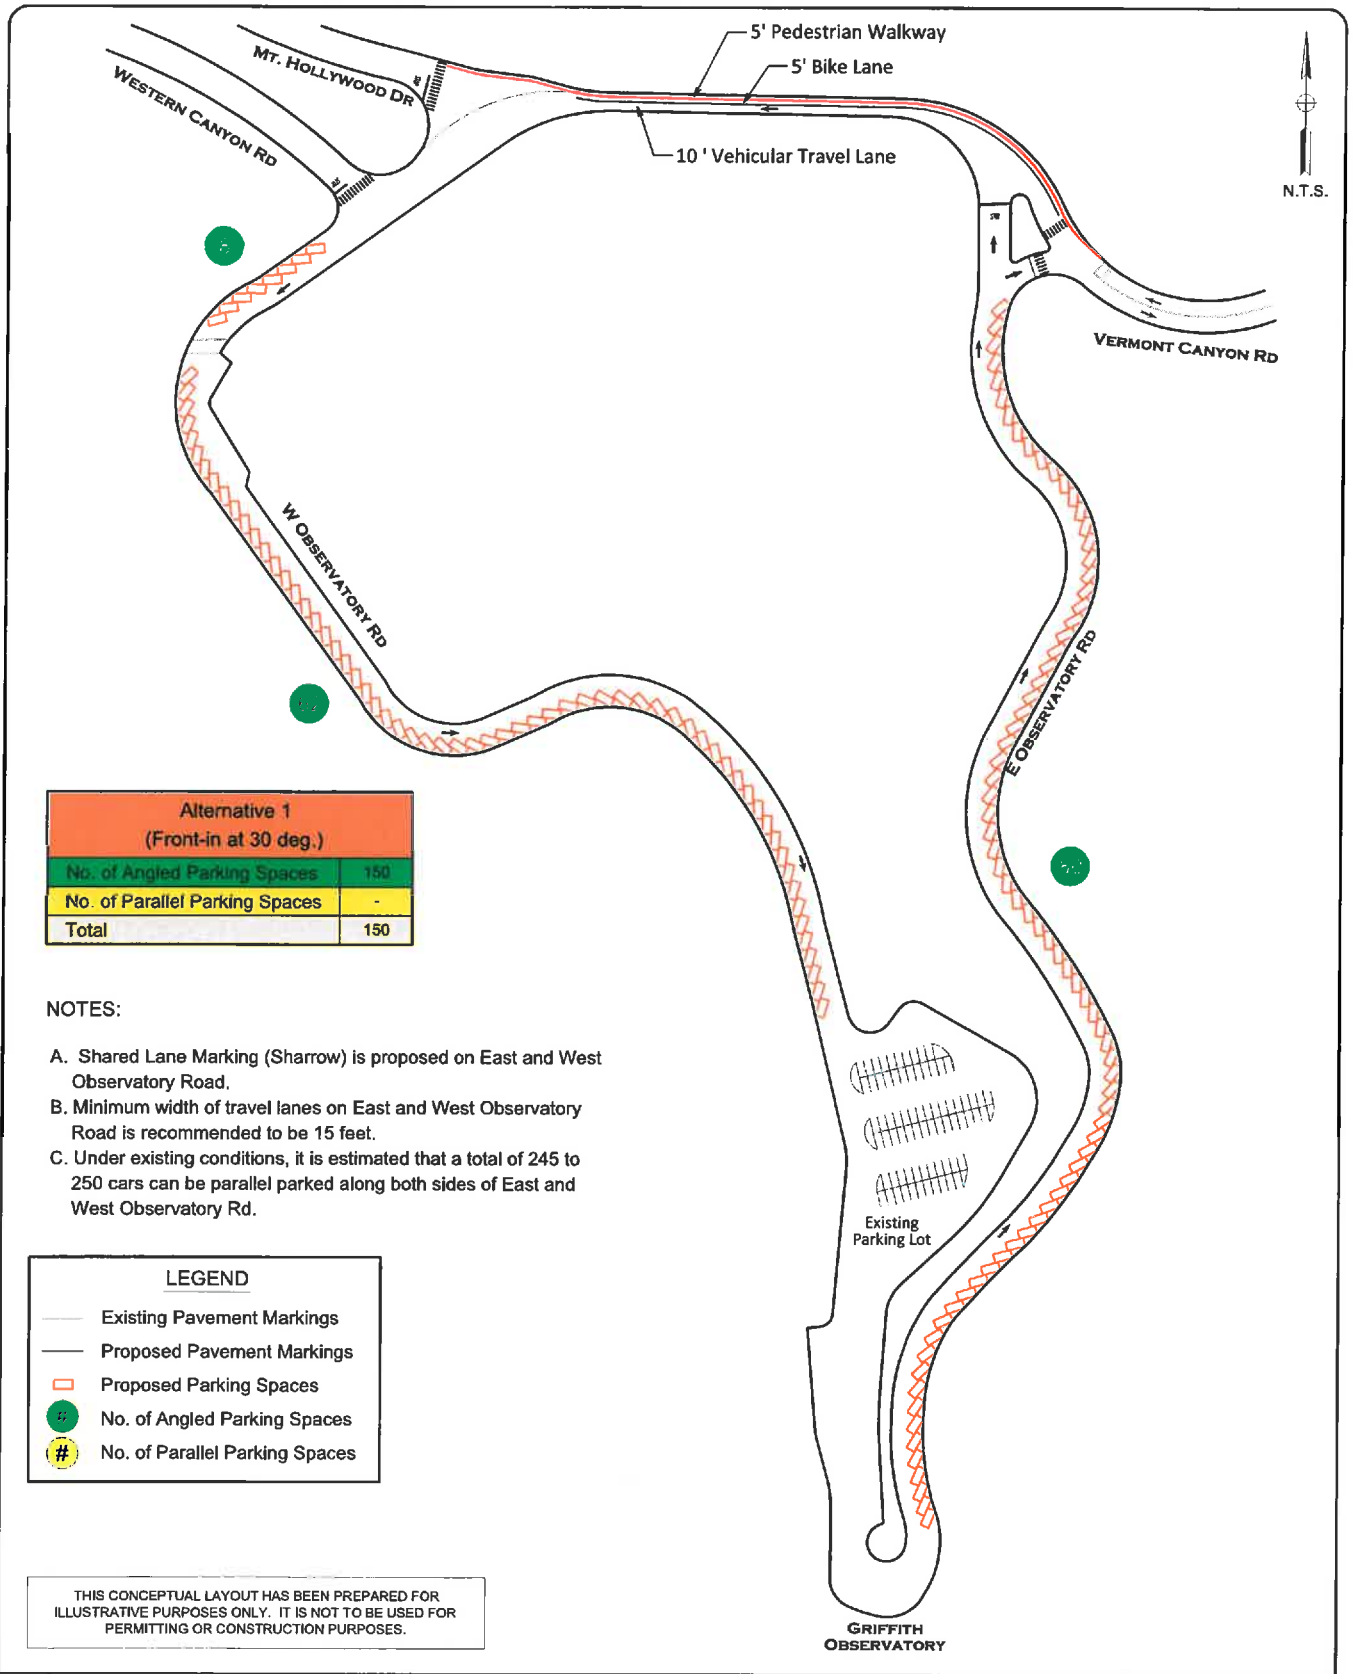 5' Pedestrian Walkway
5' Bike Lane
10 ' Vehicular Travel Lane
MT. HOLLYWOOD DR
WESTERN CANYON RD
N.T.S.
VERMONT CANYON RD
W OBSERVATORY RD
E OBSERVATORY RD
Alternative 1
(Front-in at 30 deg.)
No. of Angled Parking Spaces 150
No. of Parallel Parking Spaces -
Total 150
NOTES:
A. Shared Lane Marking (Sharrow) is proposed on East and West
Observatory Road.
B. Minimum width of travel lanes on East and West Observatory
Road is recommended to be 15 feet.
C. Under existing conditions, it is estimated that a total of 245 to
250 cars can be parallel parked along both sides of East and
West Observatory Rd.
Existing
Parking Lot
LEGEND
Existing Pavement Markings
Proposed Pavement Markings
Proposed Parking Spaces
# No. of Angled Parking Spaces
# No. of Parallel Parking Spaces
THIS CONCEPTUAL LAYOUT HAS BEEN PREPARED FOR
ILLUSTRATIVE PURPOSES ONLY. IT IS NOT TO BE USED FOR
PERMITTING OR CONSTRUCTION PURPOSES.
GRIFFITH
OBSERVATORY